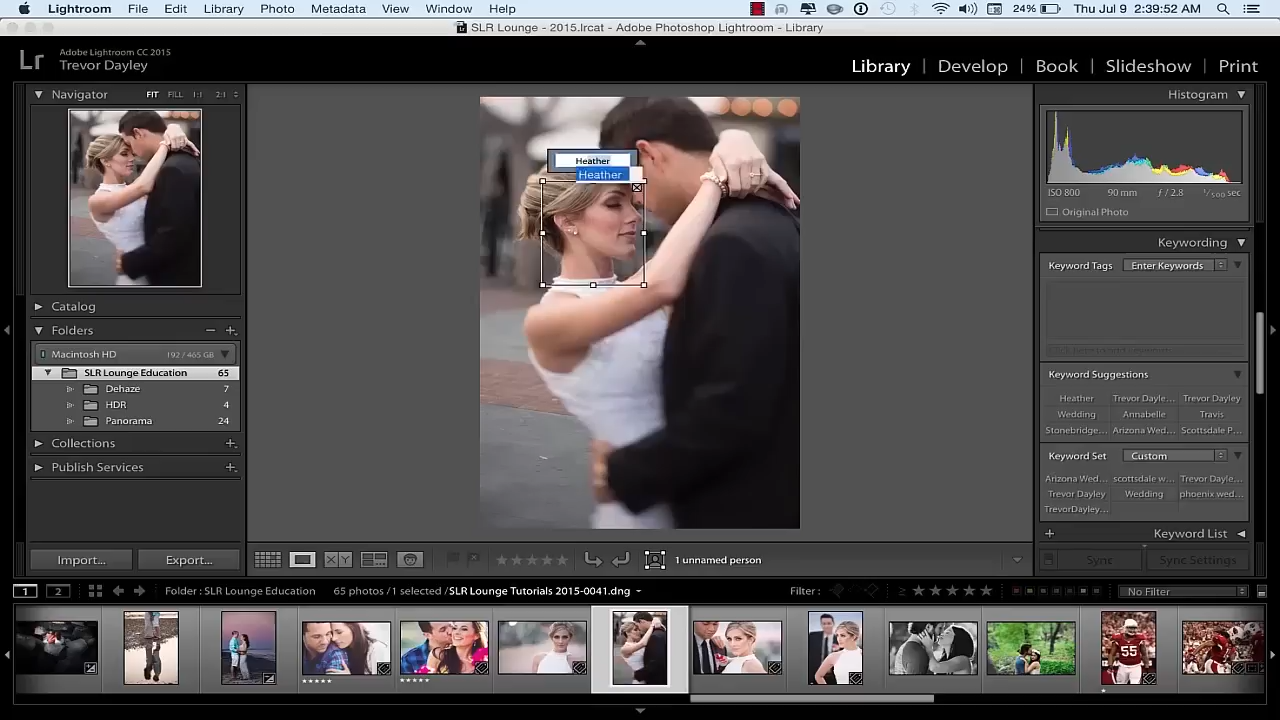 Lightroom File Edit Library Photo Metadata View Window Help 24% Thu Jul 9 2:39:52 AM
SLR Lounge - 2015.lrcat - Adobe Photoshop Lightroom - Library
Lr Adobe Lightroom CC 2015
Trevor Dayley
Library | Develop | Book | Slideshow | Print
Navigator FIT FILL 1:1 2:1
Histogram
ISO 800 90 mm ƒ / 2.8 1/500 sec
Original Photo
Heather
Heather
Keywording
Keyword Tags Enter Keywords
Catalog
Folders
Macintosh HD 192 / 465 GB
SLR Lounge Education 65
Dehaze 7
HDR 4
Panorama 24
Collections
Publish Services
Keyword Suggestions
Heather Trevor Dayle... Trevor Dayley
Wedding Annabelle Travis
Stonebridge... Arizona Wed... Scottsdale P...
Keyword Set Custom
Arizona Wed... scottsdale w... Trevor Dayle...
Trevor Dayley Wedding phoenix wed...
TrevorDayley...
Keyword List
Import... Export...
X Y
1 unnamed person
Sync Sync Settings
1 2 Folder : SLR Lounge Education 65 photos / 1 selected / SLR Lounge Tutorials 2015-0041.dng
Filter : No Filter
55